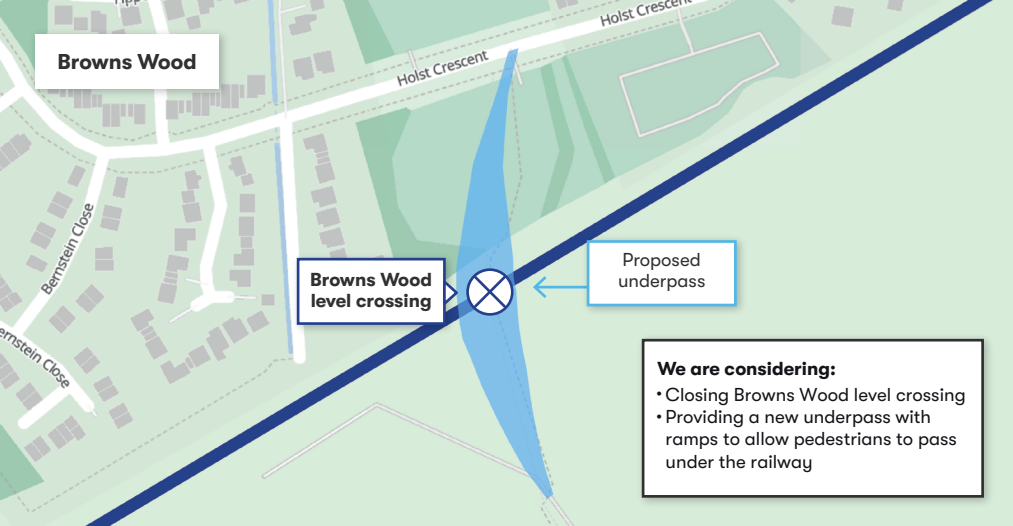 Browns Wood
Holst Crescent
Holst Crescent
Bernstein Close
Bernstein Close
Browns Wood
level crossing
Proposed
underpass
We are considering:
• Closing Browns Wood level crossing
• Providing a new underpass with
ramps to allow pedestrians to pass
under the railway